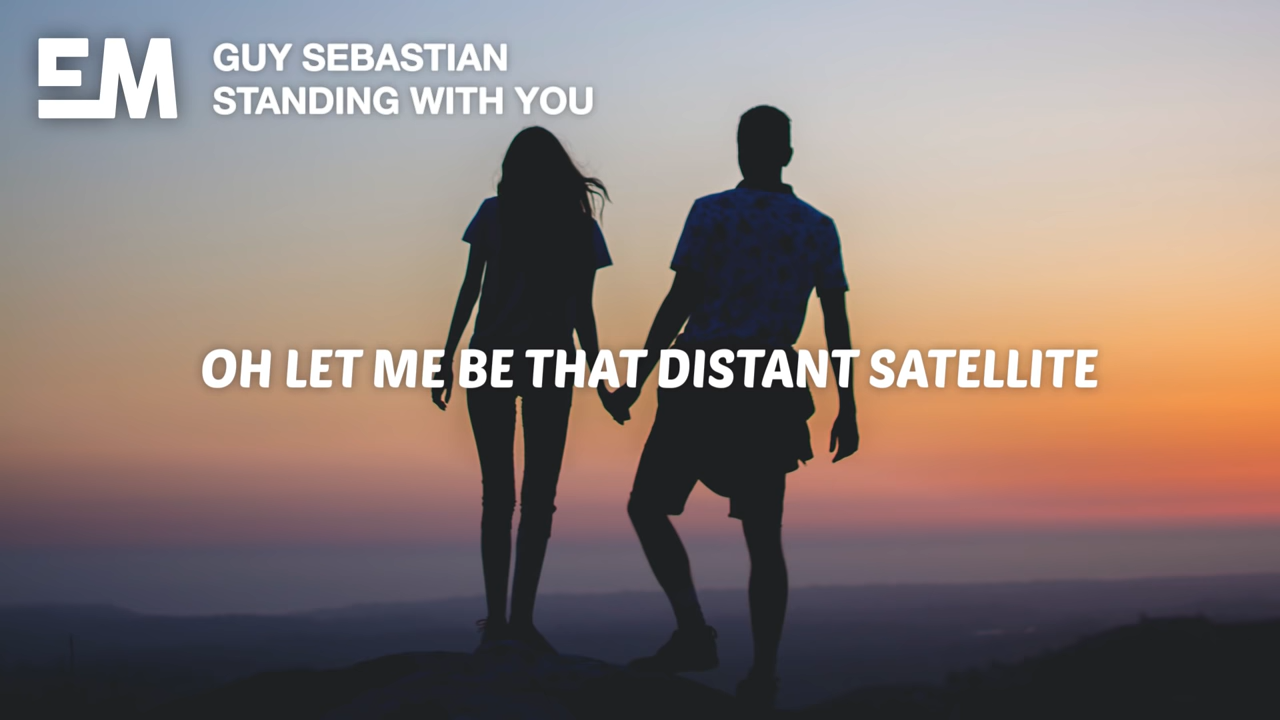 EM
GUY SEBASTIAN
STANDING WITH YOU
OH LET ME BE THAT DISTANT SATELLITE